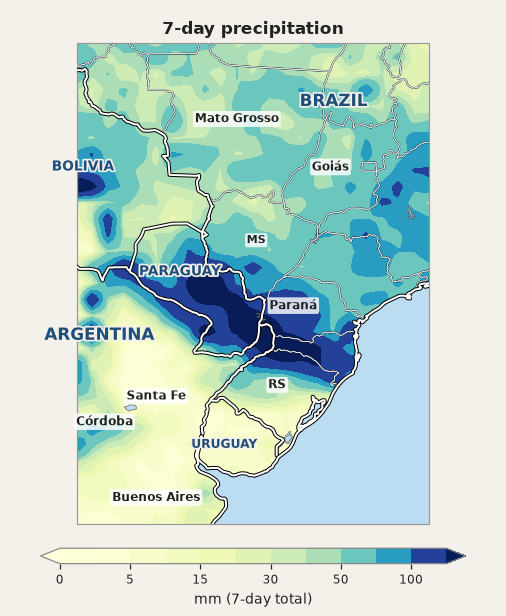 7-day precipitation
BRAZIL
Mato Grosso
BOLIVIA
Goiás
MS
PARAGUAY
Paraná
ARGENTINA
RS
Santa Fe
Córdoba
URUGUAY
Buenos Aires
0 5 15 30 50 100
mm (7-day total)